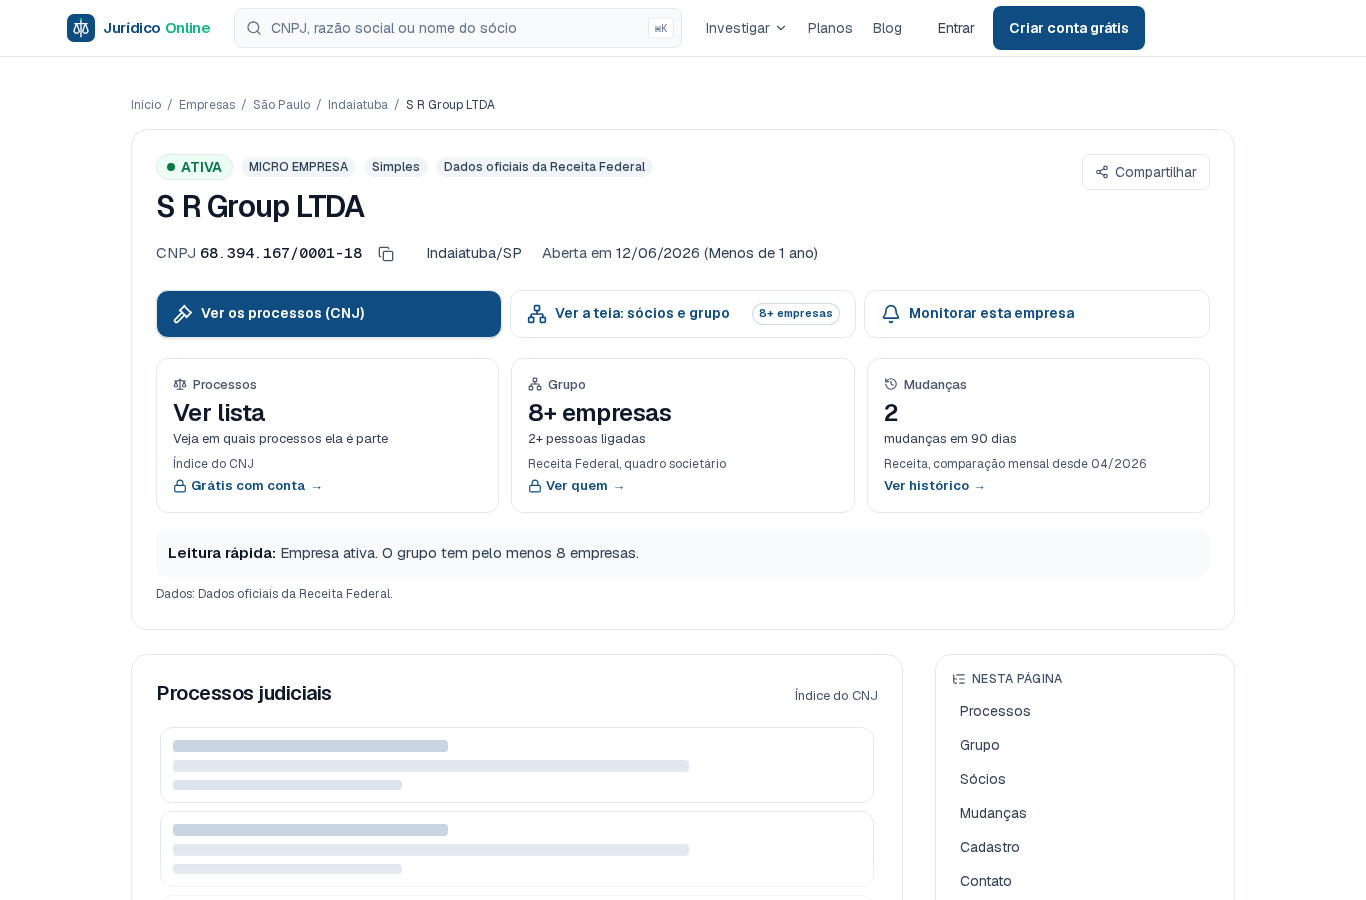 Jurídico Online
CNPJ, razão social ou nome do sócio
⌘K
Investigar
Planos
Blog
Entrar
Criar conta grátis
Início / Empresas / São Paulo / Indaiatuba / S R Group LTDA
ATIVA
MICRO EMPRESA
Simples
Dados oficiais da Receita Federal
Compartilhar
S R Group LTDA
CNPJ 68.394.167/0001-18
Indaiatuba/SP
Aberta em 12/06/2026 (Menos de 1 ano)
Ver os processos (CNJ)
Ver a teia: sócios e grupo
8+ empresas
Monitorar esta empresa
Processos
Ver lista
Veja em quais processos ela é parte
Índice do CNJ
Grátis com conta →
Grupo
8+ empresas
2+ pessoas ligadas
Receita Federal, quadro societário
Ver quem →
Mudanças
2
mudanças em 90 dias
Receita, comparação mensal desde 04/2026
Ver histórico →
Leitura rápida: Empresa ativa. O grupo tem pelo menos 8 empresas.
Dados: Dados oficiais da Receita Federal.
Processos judiciais
Índice do CNJ
NESTA PÁGINA
Processos
Grupo
Sócios
Mudanças
Cadastro
Contato